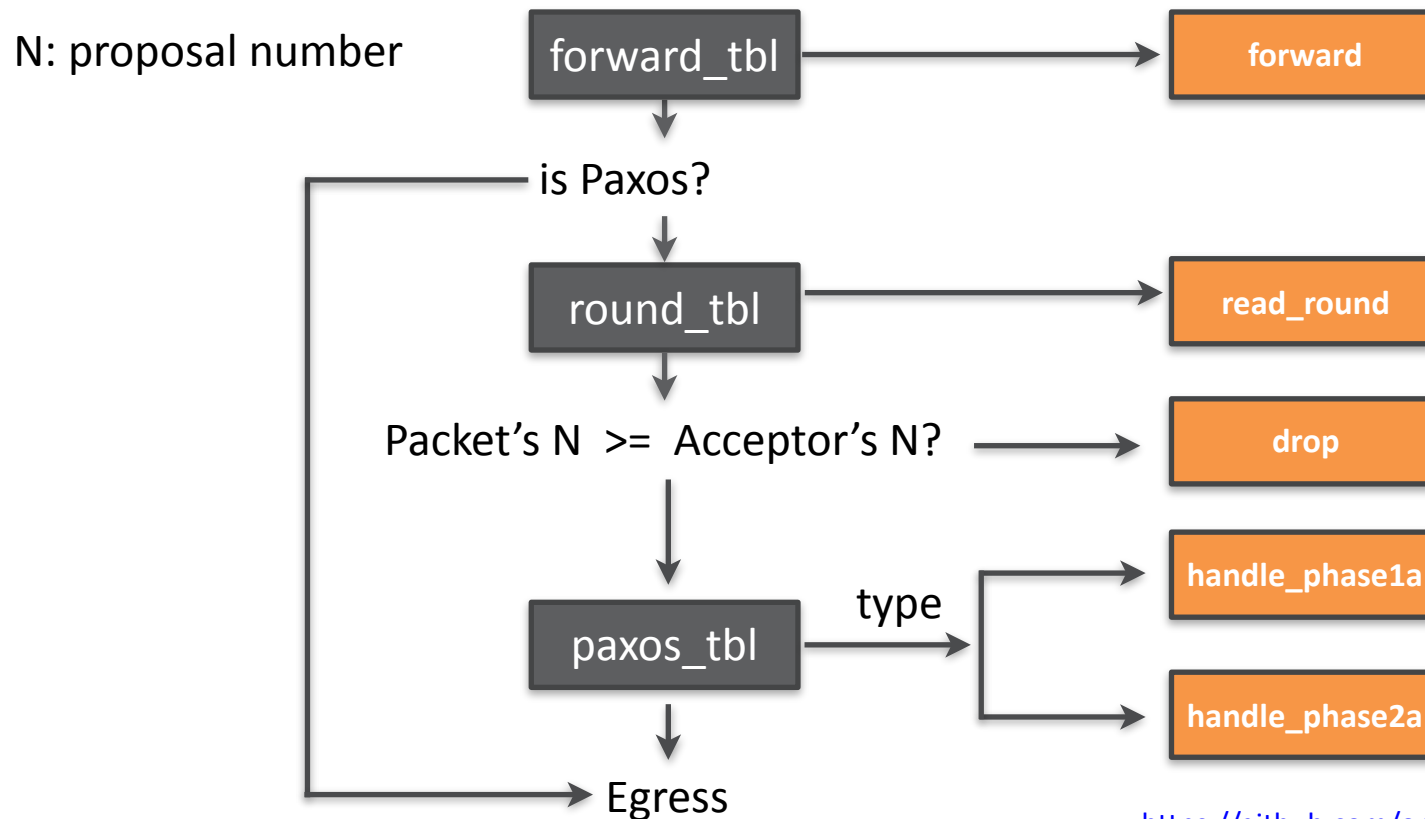 N: proposal number
forward_tbl
forward
is Paxos?
round_tbl
read_round
Packet’s N >= Acceptor’s N?
drop
handle_phase1a
type
paxos_tbl
handle_phase2a
Egress